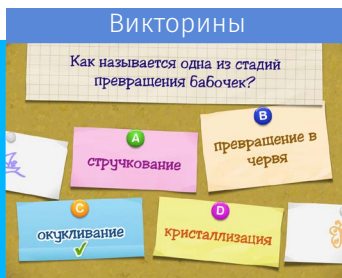 Викторины
Как называется одна из стадий
превращения бабочек?
A
стручкование
B
превращение в
червя
C
окукливание
D
кристаллизация